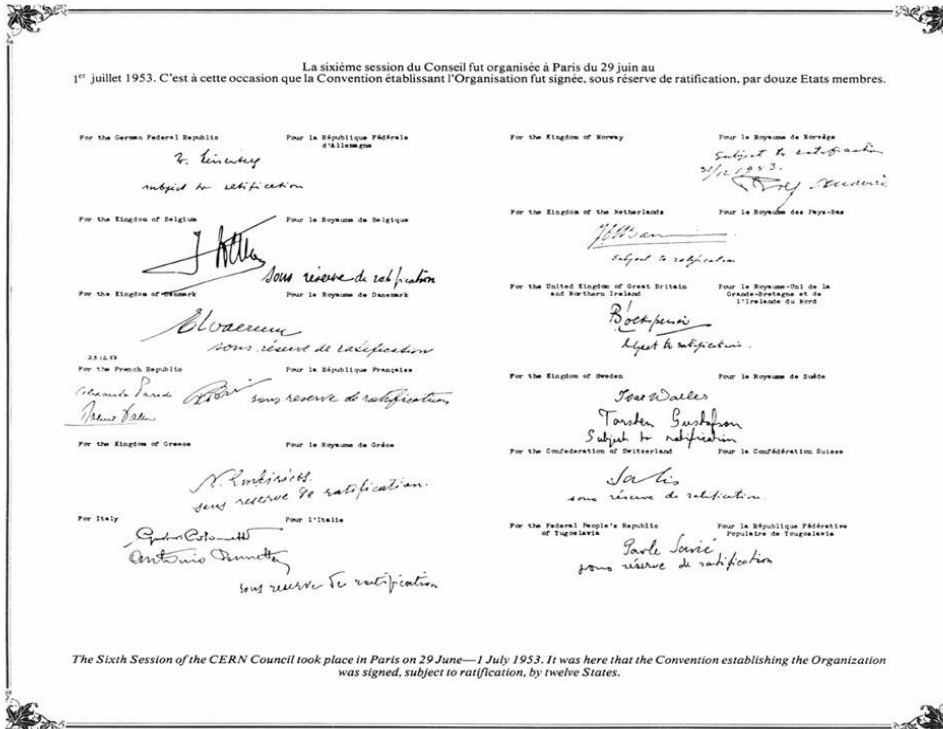 La sixième session du Conseil fut organisée à Paris du 29 juin au
1er juillet 1953. C'est à cette occasion que la Convention établissant l'Organisation fut signée, sous réserve de ratification, par douze Etats membres.
For the German Federal Republic
Pour la République Fédérale
d'Allemagne
subject to ratification
For the Kingdom of Belgium
Pour le Royaume de Belgique
sous réserve de ratification
For the Kingdom of Denmark
Pour le Royaume de Danemark
sous réserve de ratification
For the French Republic
Pour la République Française
sous reserve de ratification
For the Kingdom of Greece
Pour le Royaume de Grèce
sous reserve de ratification.
For Italy
Pour l'Italie
Antonio
sous reserve de ratification
For the Kingdom of Norway
Pour le Royaume de Norvège
Subject to ratification
31/12 1953.
For the Kingdom of the Netherlands
Pour le Royaume des Pays-Bas
subject to ratification
For the United Kingdom of Great Britain
and Northern Ireland
Pour le Royaume-Uni de la
Grande-Bretagne et de
l'Irelande du Nord
subject to ratification.
For the Kingdom of Sweden
Pour le Royaume de Suède
Torsten Gustafson
Subject to ratification
For the Confederation of Switzerland
Pour la Confédération Suisse
sous réserve de ratification.
For the Federal People's Republic
of Yugoslavia
Pour la République Fédérative
Populaire de Yougoslavie
Pavle Savić
sous réserve de ratification
The Sixth Session of the CERN Council took place in Paris on 29 June—1 July 1953. It was here that the Convention establishing the Organization
was signed, subject to ratification, by twelve States.